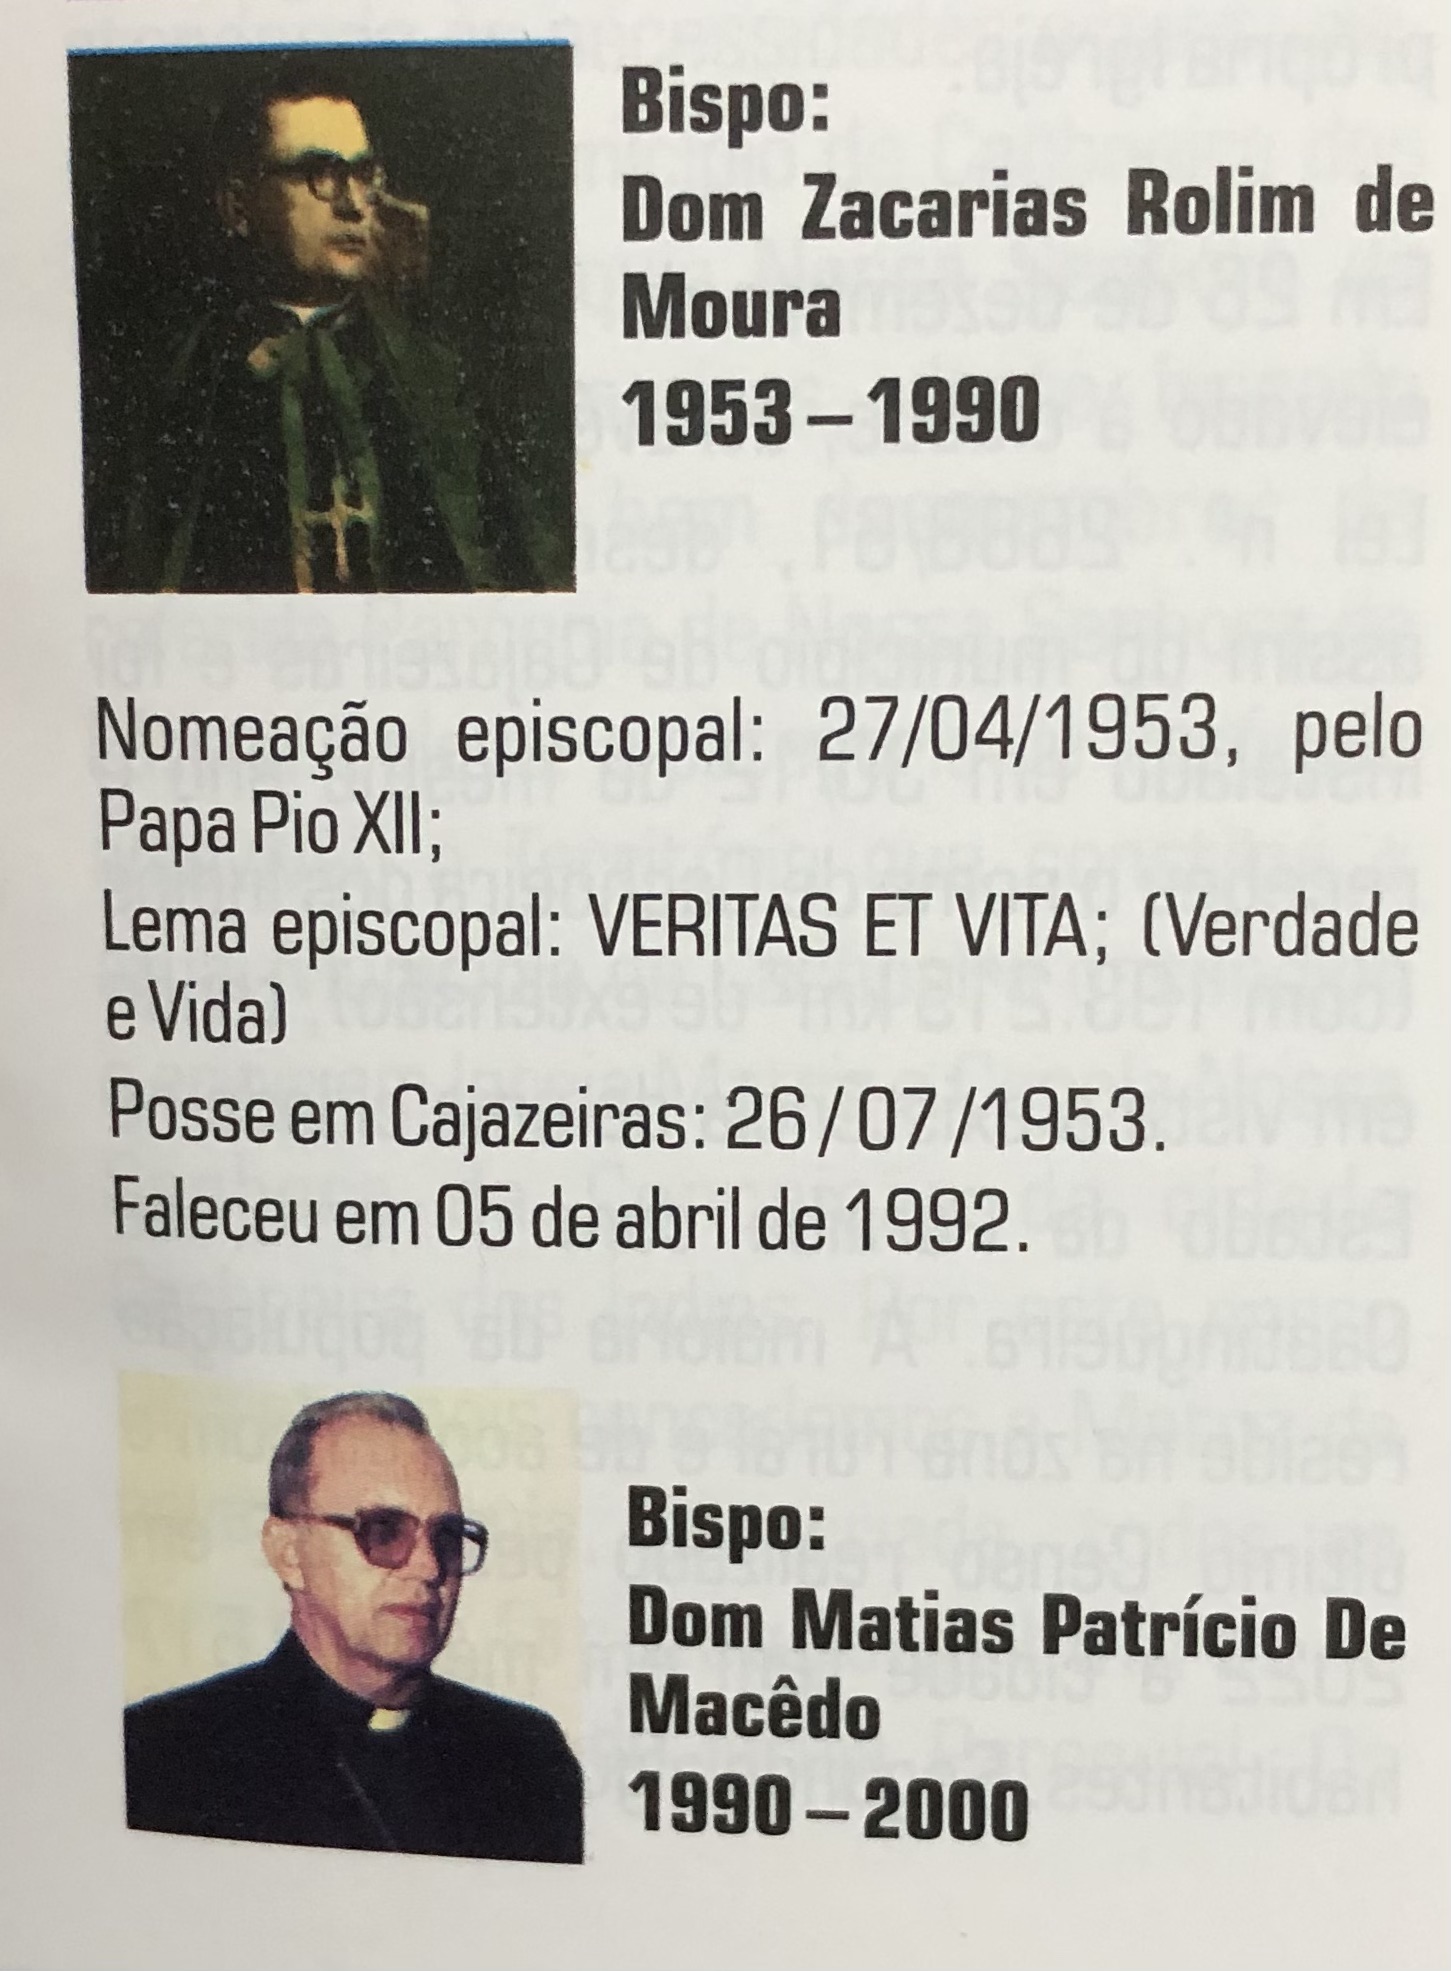 Bispo:
Dom Zacarias Rolim de
Moura
1953 – 1990
Nomeação episcopal: 27/04/1953, pelo
Papa Pio XII;
Lema episcopal: VERITAS ET VITA; (Verdade
e Vida)
Posse em Cajazeiras: 26 / 07 /1953.
Faleceu em 05 de abril de 1992.
Bispo:
Dom Matias Patrício De
Macêdo
1990 – 2000